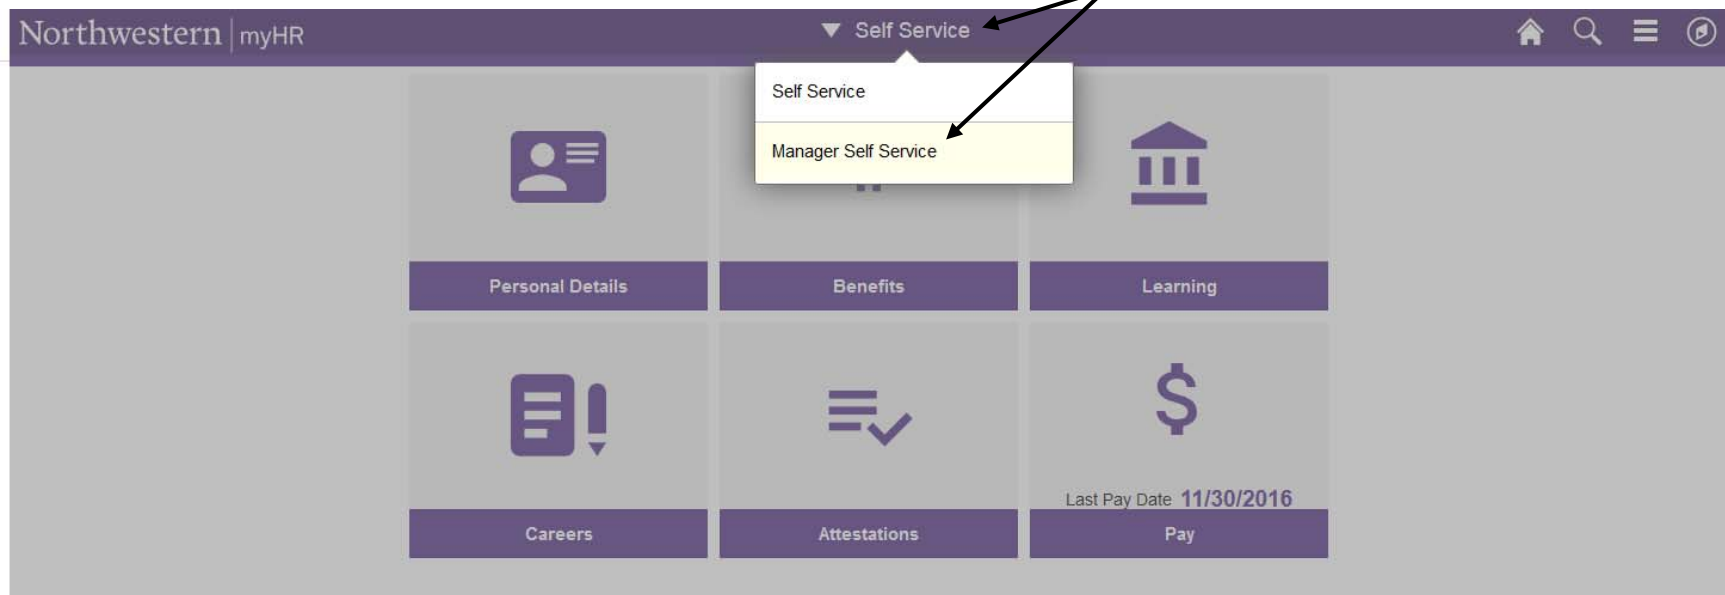 Northwestern | myHR
▼ Self Service
Self Service
Manager Self Service
Personal Details
Benefits
Learning
Last Pay Date 11/30/2016
Careers
Attestations
Pay